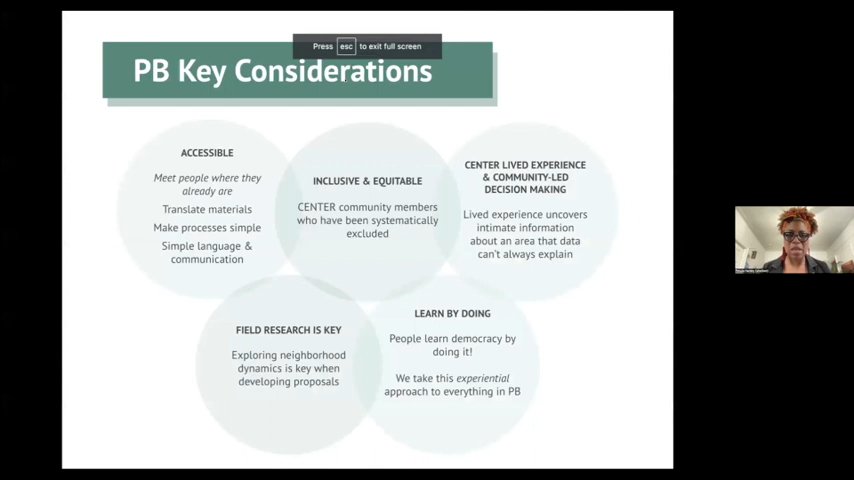 Press esc to exit full screen
PB Key Considerations
ACCESSIBLE
Meet people where they
already are
Translate materials
Make processes simple
Simple language &
communication
INCLUSIVE & EQUITABLE
CENTER community members
who have been systematically
excluded
CENTER LIVED EXPERIENCE
& COMMUNITY-LED
DECISION MAKING
Lived experience uncovers
intimate information
about an area that data
can't always explain
FIELD RESEARCH IS KEY
Exploring neighborhood
dynamics is key when
developing proposals
LEARN BY DOING
People learn democracy by
doing it!
We take this experiential
approach to everything in PB